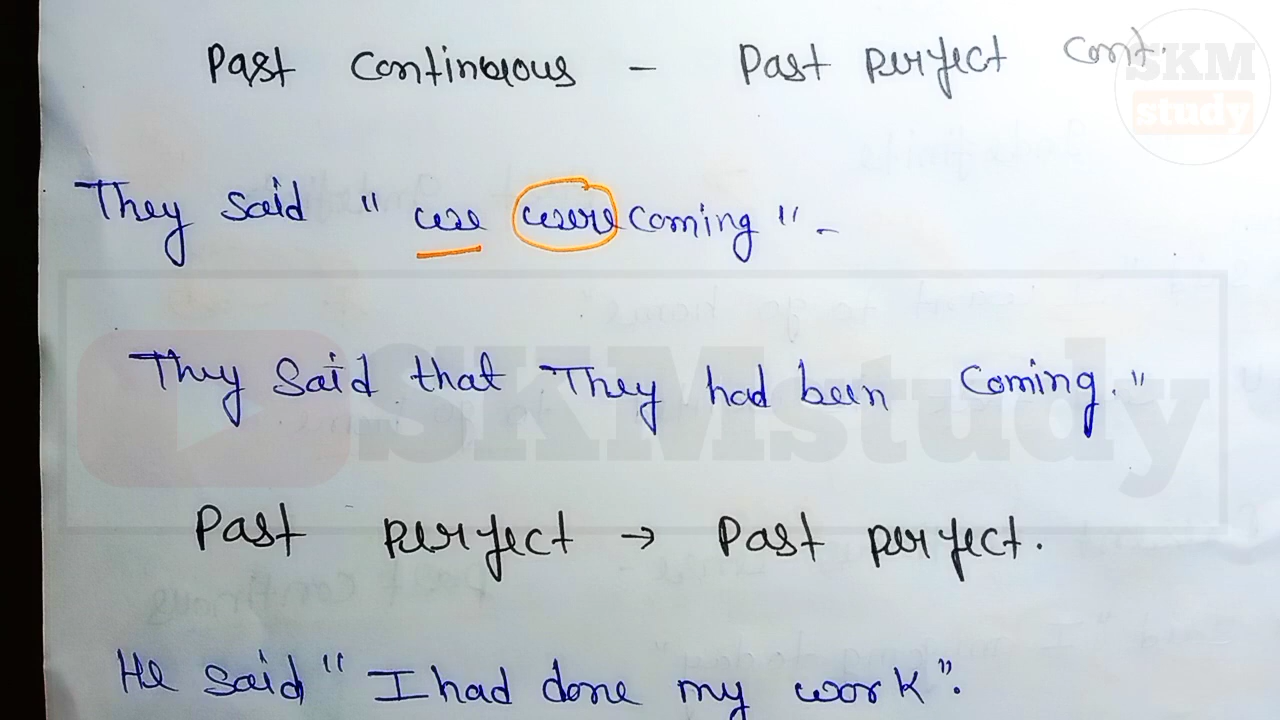 Past Continuous - Past perfect cont.
SKM
study
They said " we were coming " -
SKMstudy
They said that They had been coming."
Past perfect → Past perfect.
He said " I had done my work ".